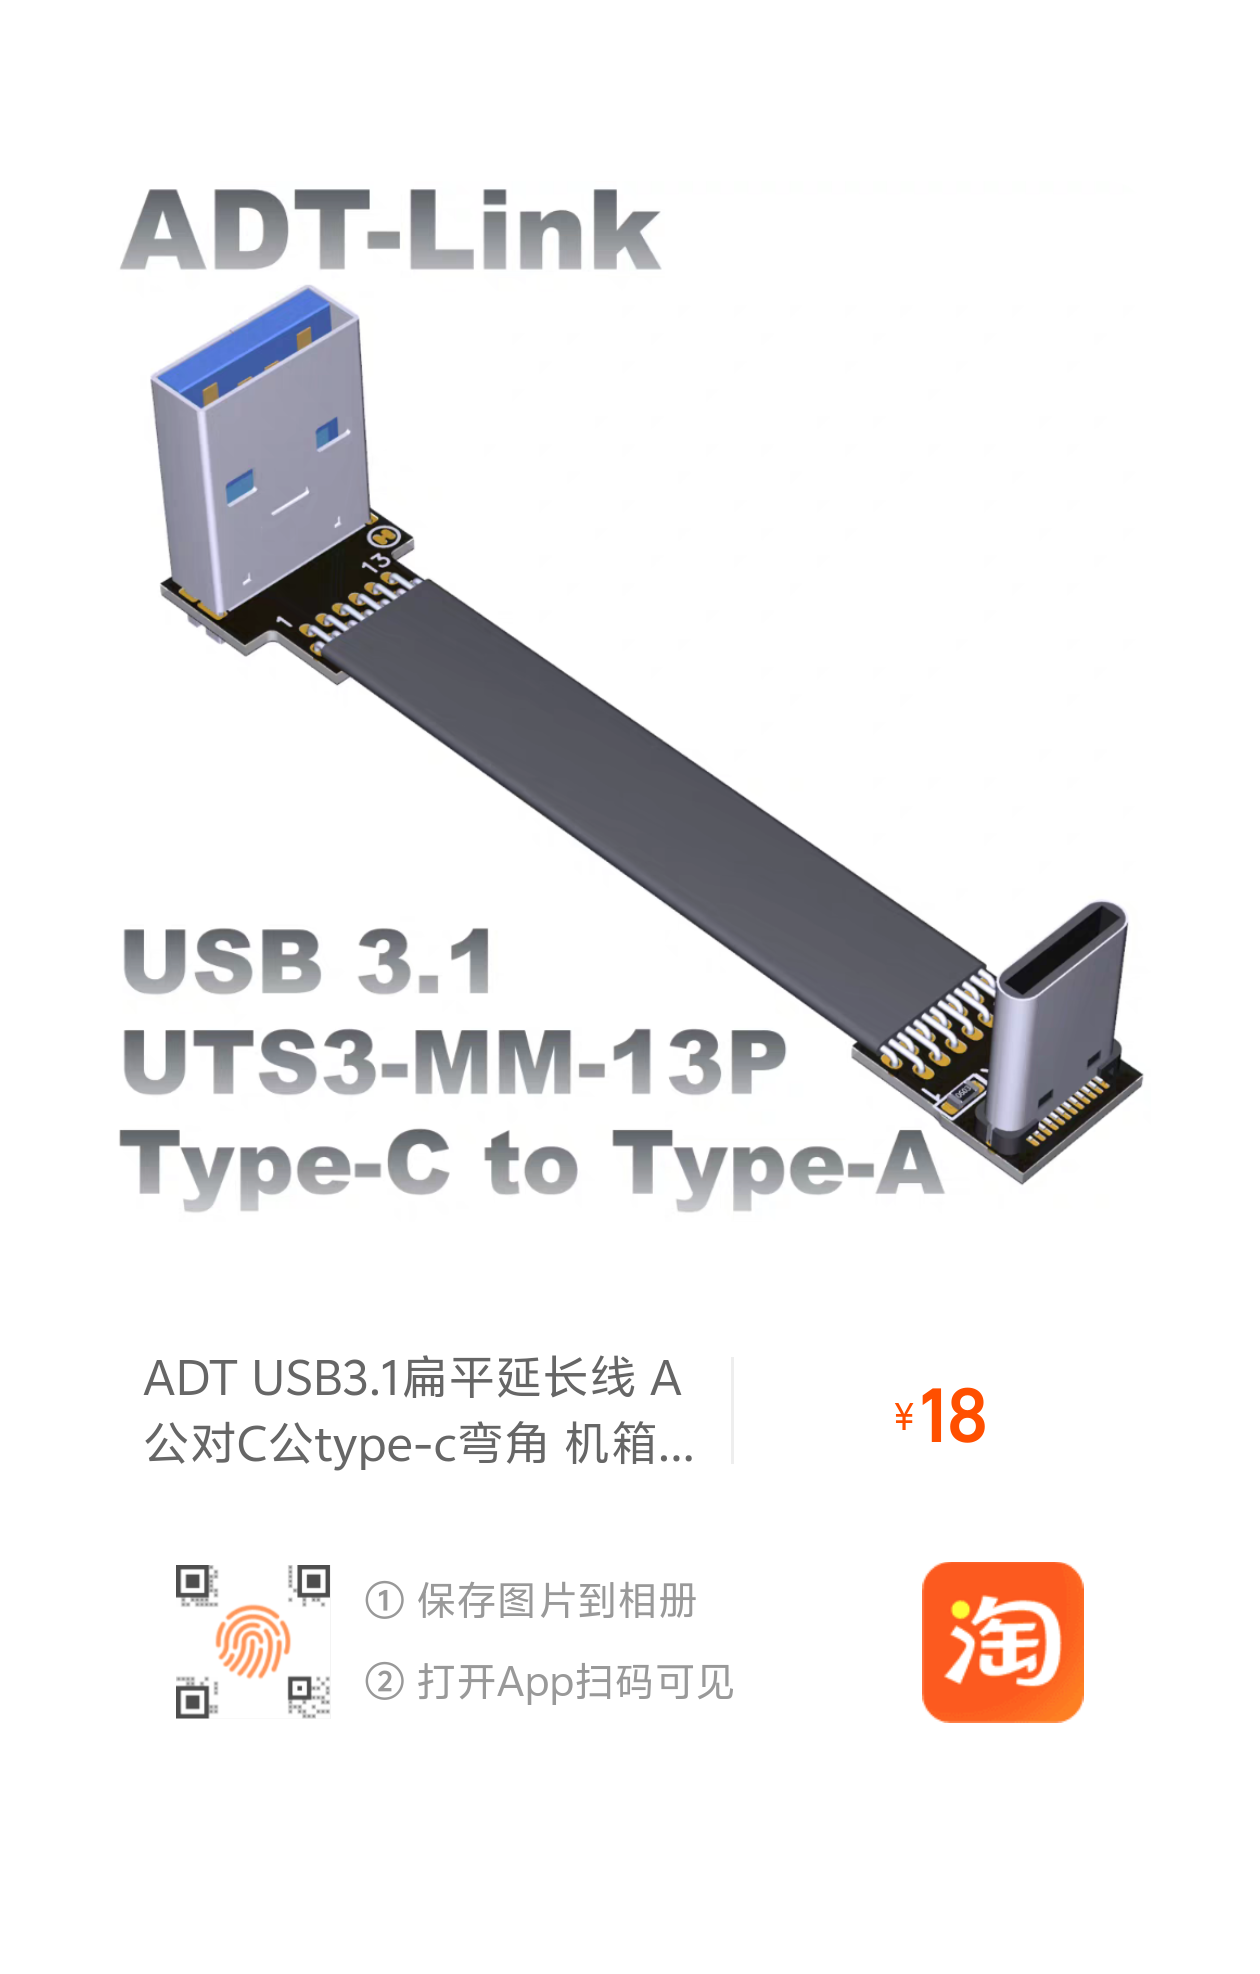 ADT-Link
13
1
USB 3.1
UTS3-MM-13P
Type-C to Type-A
ADT USB3.1扁平延长线 A
公对C公type-c弯角 机箱...
¥18
① 保存图片到相册
② 打开App扫码可见
淘